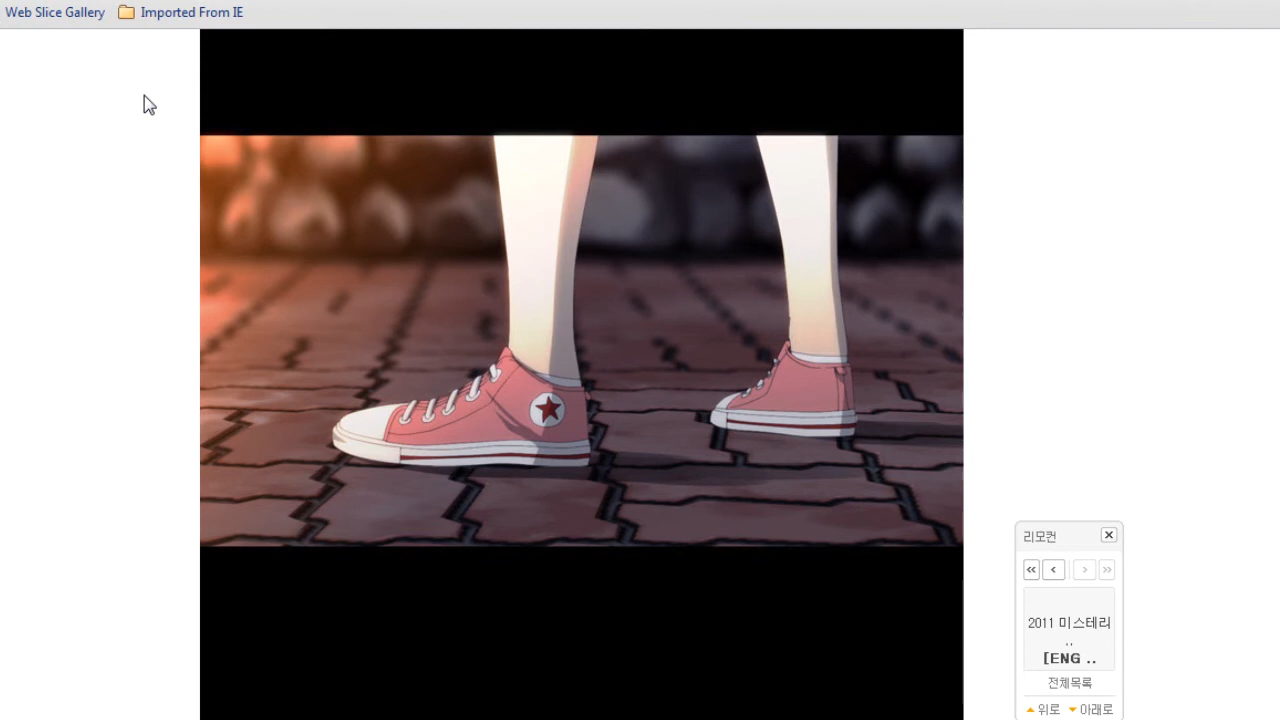 Web Slice Gallery Imported From IE
리모컨
2011 미스테리
..
[ENG ..
전체목록
위로 아래로